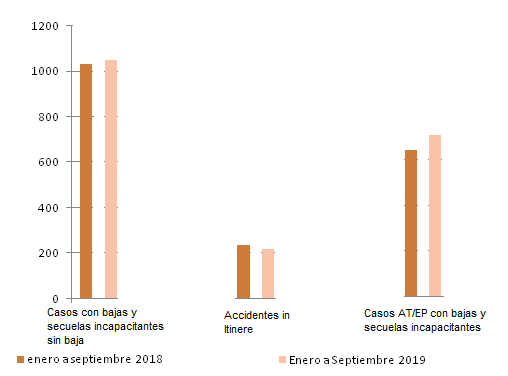 1200
1000
800
600
400
200
0
Casos con bajas y
secuelas incapacitantes
sin baja
Accidentes in
Itinere
Casos AT/EP con bajas y
secuelas incapacitantes
enero a septiembre 2018
Enero a Septiembre 2019